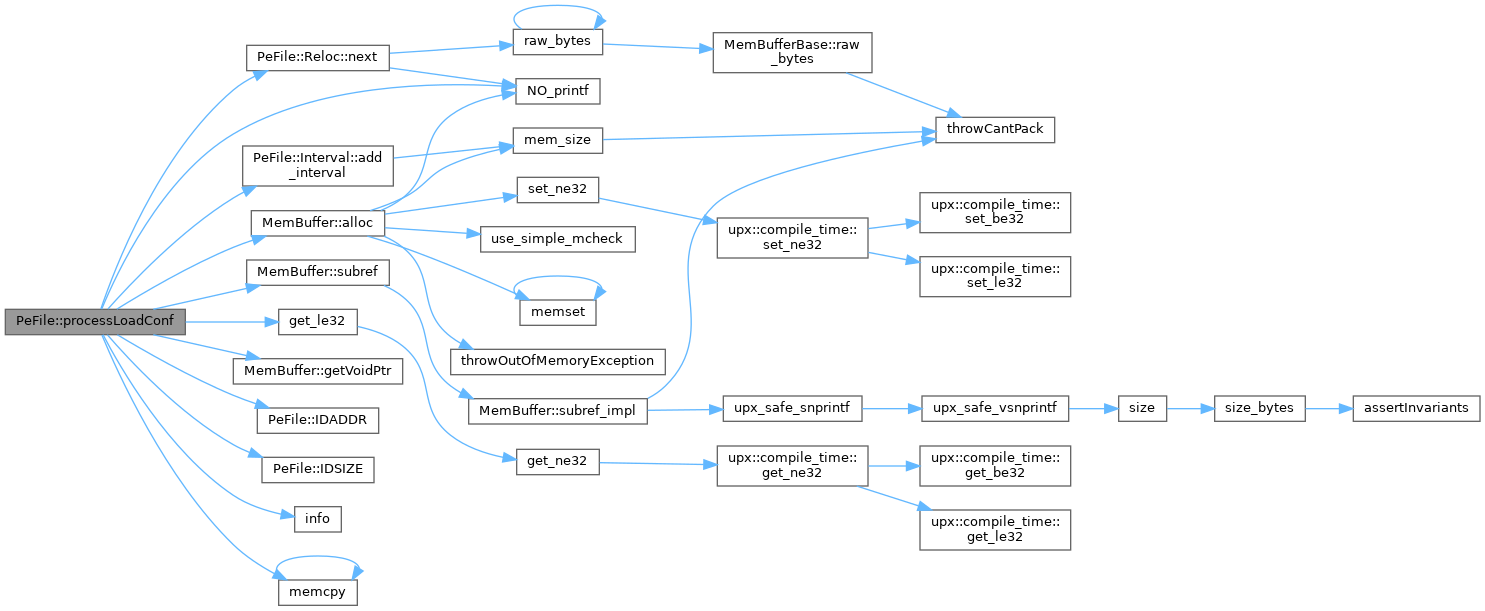 PeFile::processLoadConf
PeFile::Reloc::next
PeFile::Interval::add
_interval
MemBuffer::alloc
MemBuffer::subref
get_le32
MemBuffer::getVoidPtr
PeFile::IDADDR
PeFile::IDSIZE
info
memcpy
raw_bytes
NO_printf
mem_size
set_ne32
use_simple_mcheck
memset
throwOutOfMemoryException
MemBuffer::subref_impl
get_ne32
MemBufferBase::raw
_bytes
upx::compile_time::
set_ne32
upx_safe_snprintf
upx::compile_time::
get_ne32
throwCantPack
upx::compile_time::
set_be32
upx::compile_time::
set_le32
upx_safe_vsnprintf
upx::compile_time::
get_be32
upx::compile_time::
get_le32
size
size_bytes
assertInvariants